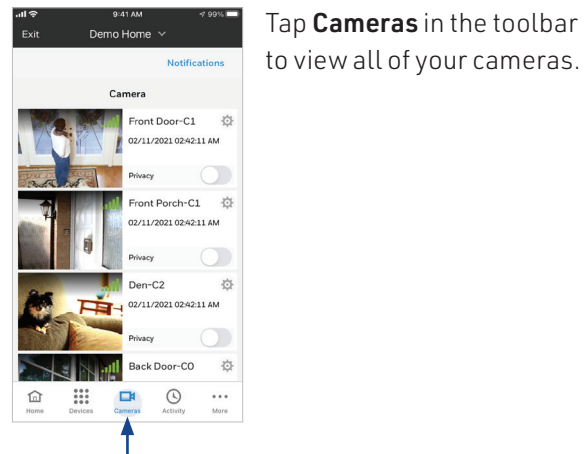 9:41 AM
99%
Exit
Demo Home
Notifications
Camera
Front Door-C1
02/11/2021 02:42:11 AM
Privacy
Front Porch-C1
02/11/2021 02:42:11 AM
Privacy
Den-C2
02/11/2021 02:42:11 AM
Privacy
Back Door-C0
Home Devices Cameras Activity More
Tap Cameras in the toolbar
to view all of your cameras.